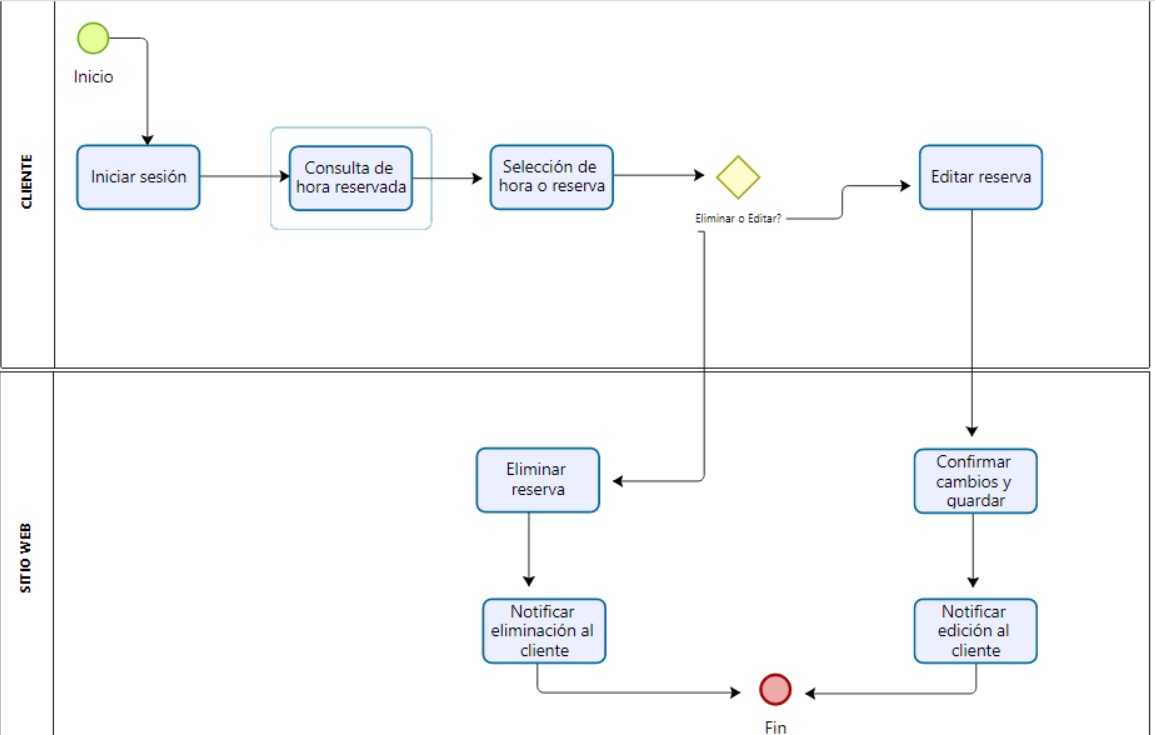 CLIENTE
Inicio
Iniciar sesión
Consulta de
hora reservada
Selección de
hora o reserva
Eliminar o Editar?
Editar reserva
SITIO WEB
Eliminar
reserva
Confirmar
cambios y
guardar
Notificar
eliminación al
cliente
Notificar
edición al
cliente
Fin